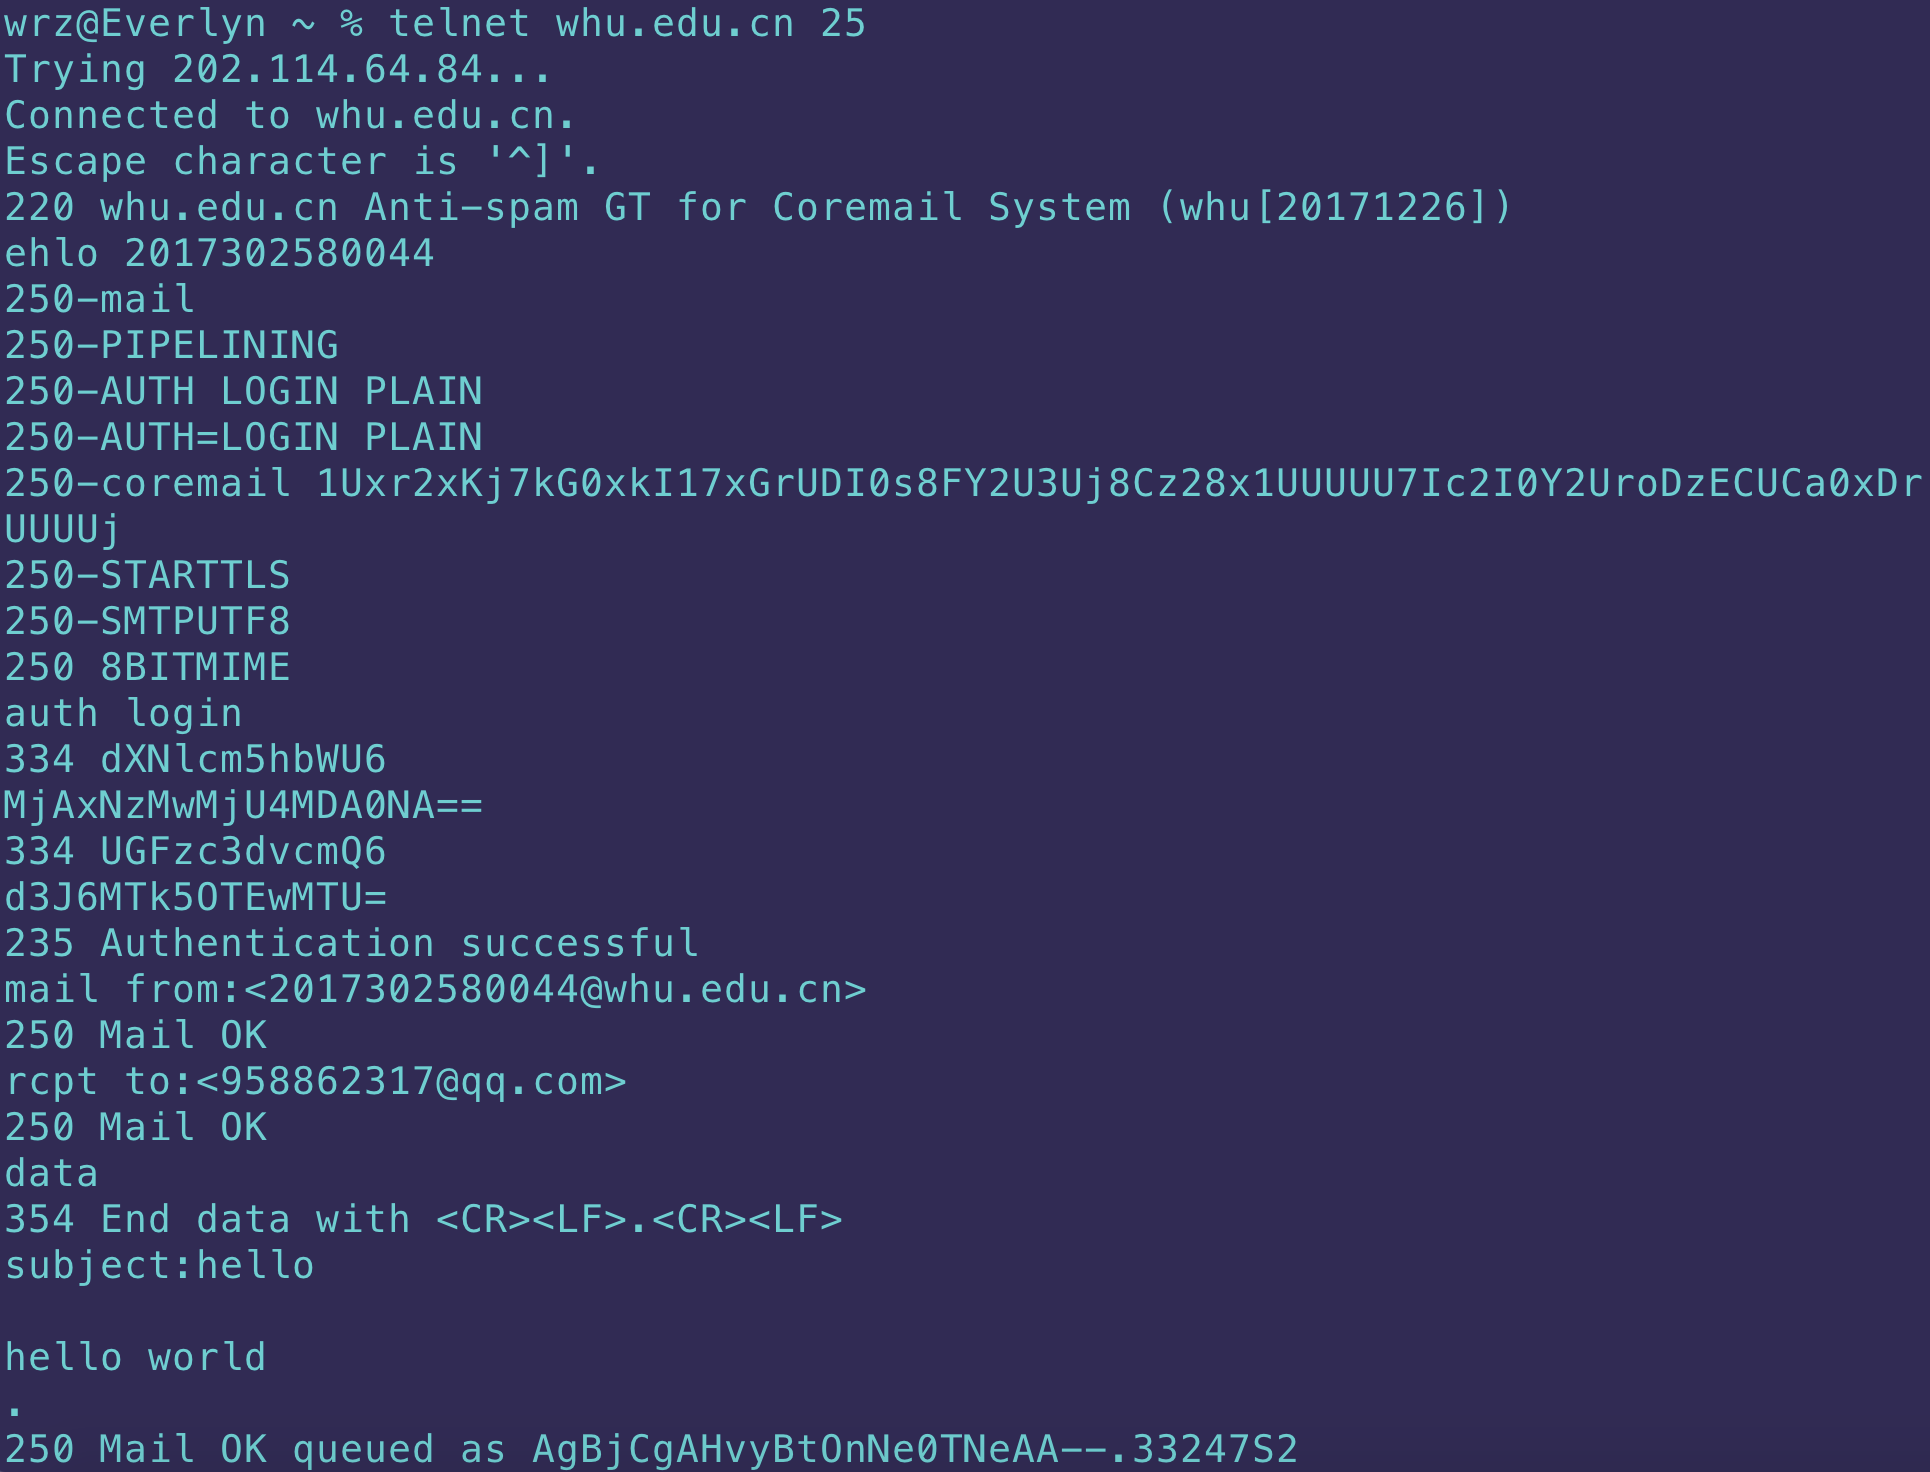 wrz@Everlyn ~ % telnet whu.edu.cn 25
Trying 202.114.64.84...
Connected to whu.edu.cn.
Escape character is '^]'.
220 whu.edu.cn Anti-spam GT for Coremail System (whu[20171226])
ehlo 2017302580044
250-mail
250-PIPELINING
250-AUTH LOGIN PLAIN
250-AUTH=LOGIN PLAIN
250-coremail 1Uxr2xKj7kG0xkI17xGrUDI0s8FY2U3Uj8Cz28x1UUUUU7Ic2I0Y2UroDzECUCa0xDr
UUUUj
250-STARTTLS
250-SMTPUTF8
250 8BITMIME
auth login
334 dXNlcm5hbWU6
MjAxNzMwMjU4MDA0NA==
334 UGFzc3dvcmQ6
d3J6MTk5OTEwMTU=
235 Authentication successful
mail from:<2017302580044@whu.edu.cn>
250 Mail OK
rcpt to:<958862317@qq.com>
250 Mail OK
data
354 End data with <CR><LF>.<CR><LF>
subject:hello

hello world
.
250 Mail OK queued as AgBjCgAHvyBtOnNe0TNeAA--.33247S2